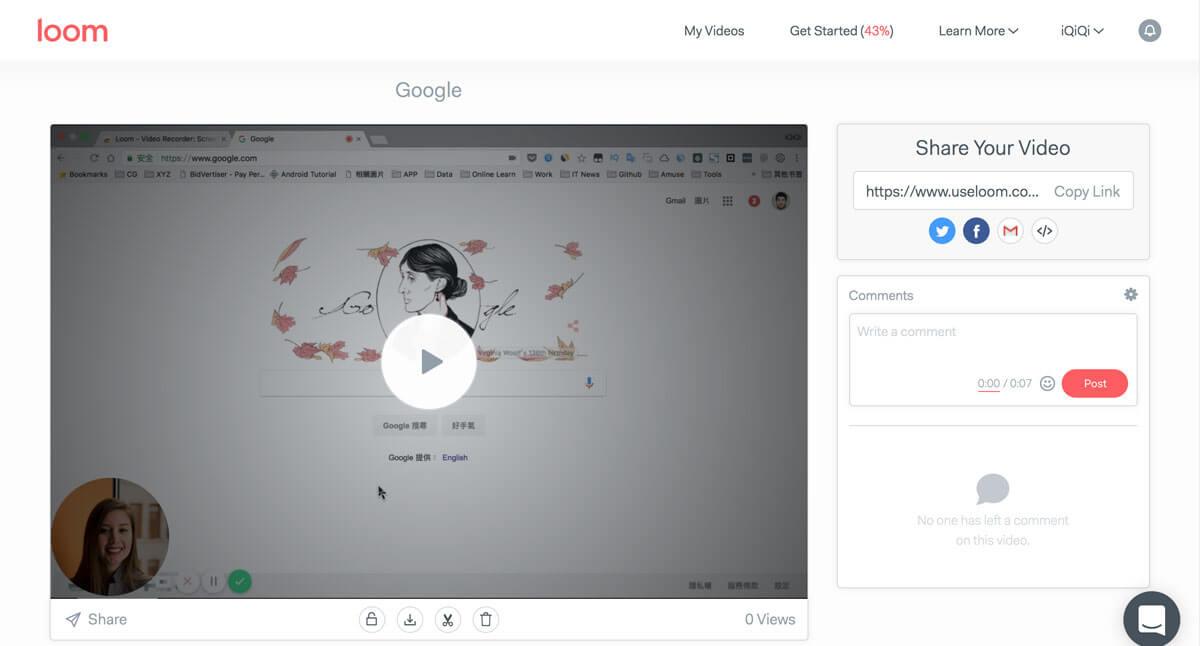 loom
My Videos
Get Started (43%)
Learn More
iQiQi
Google
Loom - Video Recorder: Scree
Google
iQiQi
安全 https://www.google.com
Bookmarks CG XYZ BidVertiser - Pay Per... Android Tutorial 相關圖片 APP Data Online Learn Work IT News Github Amuse Tools » 其他书签
Gmail 圖片
3
Google
Virginia Woolf's 136th Birthday
Google 搜尋 好手氣
Google 提供： English
隱私權 服務條款 設定
Share
0 Views
Share Your Video
https://www.useloom.co... Copy Link
Comments
Write a comment
0:00 / 0:07 Post
No one has left a comment
on this video.